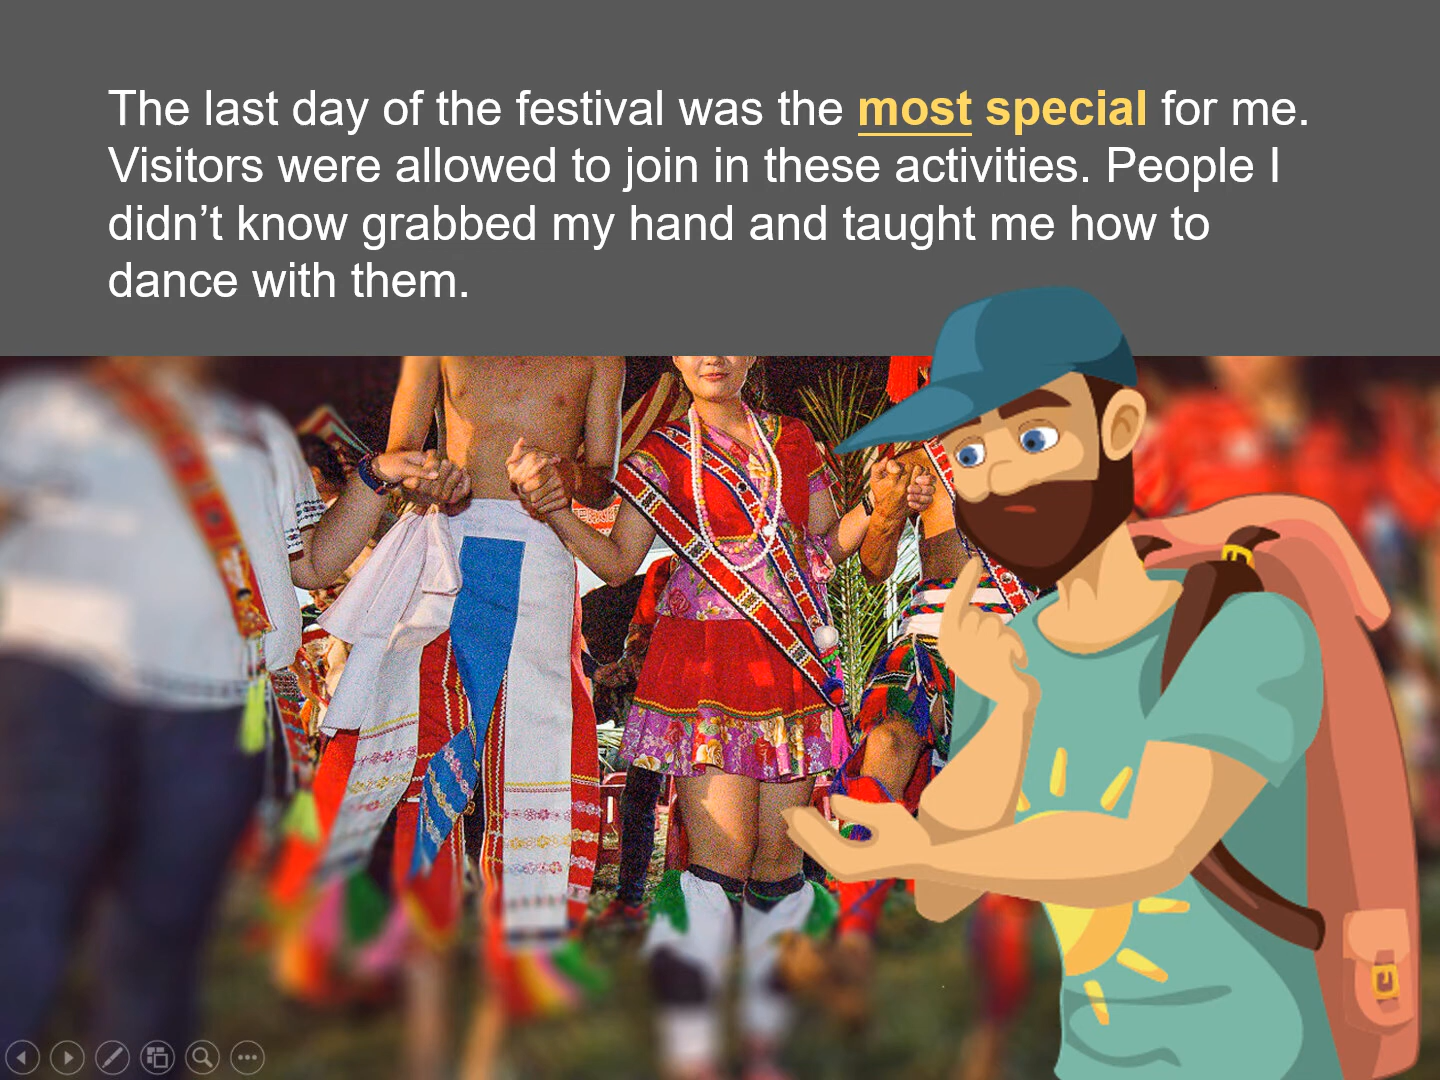 The last day of the festival was the most special for me.
Visitors were allowed to join in these activities. People I
didn’t know grabbed my hand and taught me how to
dance with them.